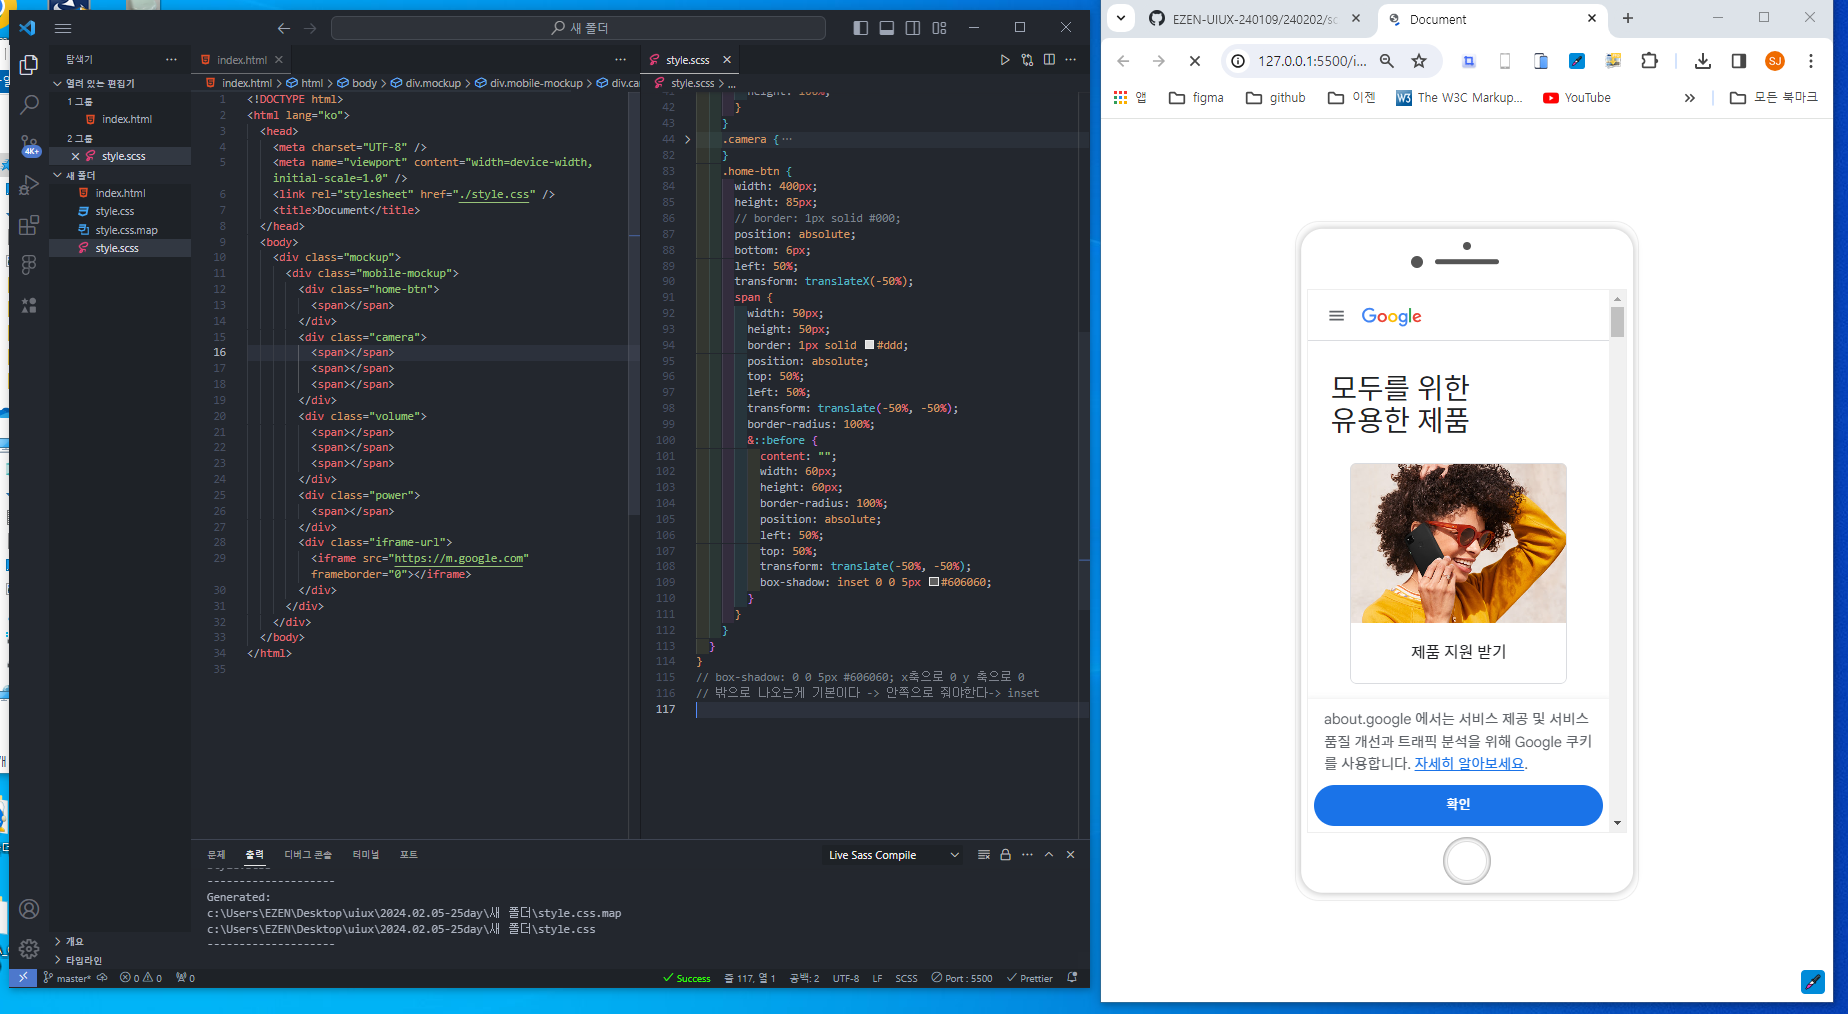 새 폴더
탐색기
열려 있는 편집기
1 그룹
index.html
2 그룹
style.scss
새 폴더
index.html
style.css
style.css.map
style.scss
개요
타임라인
4K+
index.html
index.html > html > body > div.mockup > div.mobile-mockup > div.ca
1 <!DOCTYPE html>
2 <html lang="ko">
3 <head>
4 <meta charset="UTF-8" />
5 <meta name="viewport" content="width=device-width,
initial-scale=1.0" />
6 <link rel="stylesheet" href="./style.css" />
7 <title>Document</title>
8 </head>
9 <body>
10 <div class="mockup">
11 <div class="mobile-mockup">
12 <div class="home-btn">
13 <span></span>
14 </div>
15 <div class="camera">
16 <span></span>
17 <span></span>
18 <span></span>
19 </div>
20 <div class="volume">
21 <span></span>
22 <span></span>
23 <span></span>
24 </div>
25 <div class="power">
26 <span></span>
27 </div>
28 <div class="iframe-url">
29 <iframe src="https://m.google.com"
frameborder="0"></iframe>
30 </div>
31 </div>
32 </div>
33 </body>
34 </html>
35
style.scss
style.scss > ...
height: 100%;
42 }
43 }
44 .camera {…
82 }
83 .home-btn {
84 width: 400px;
85 height: 85px;
86 // border: 1px solid #000;
87 position: absolute;
88 bottom: 6px;
89 left: 50%;
90 transform: translateX(-50%);
91 span {
92 width: 50px;
93 height: 50px;
94 border: 1px solid #ddd;
95 position: absolute;
96 top: 50%;
97 left: 50%;
98 transform: translate(-50%, -50%);
99 border-radius: 100%;
100 &::before {
101 content: "";
102 width: 60px;
103 height: 60px;
104 border-radius: 100%;
105 position: absolute;
106 left: 50%;
107 top: 50%;
108 transform: translate(-50%, -50%);
109 box-shadow: inset 0 0 5px #606060;
110 }
111 }
112 }
113 }
114 }
115 // box-shadow: 0 0 5px #606060; x축으로 0 y 축으로 0
116 // 밖으로 나오는게 기본이다 -> 안쪽으로 줘야한다-> inset
117
문제 출력 디버그 콘솔 터미널 포트
Live Sass Compile
--------------------
Generated:
c:\Users\EZEN\Desktop\uiux\2024.02.05-25day\새 폴더\style.css.map
c:\Users\EZEN\Desktop\uiux\2024.02.05-25day\새 폴더\style.css
--------------------
master* 0 0 0 Success 줄 117, 열 1 공백: 2 UTF-8 LF SCSS Port : 5500 Prettier
EZEN-UIUX-240109/240202/sc
Document
127.0.0.1:5500/i...
SJ
앱 figma github 이젠 The W3C Markup... YouTube » 모든 북마크
Google
모두를 위한
유용한 제품
제품 지원 받기
about.google 에서는 서비스 제공 및 서비스
품질 개선과 트래픽 분석을 위해 Google 쿠키
를 사용합니다. 자세히 알아보세요.
확인